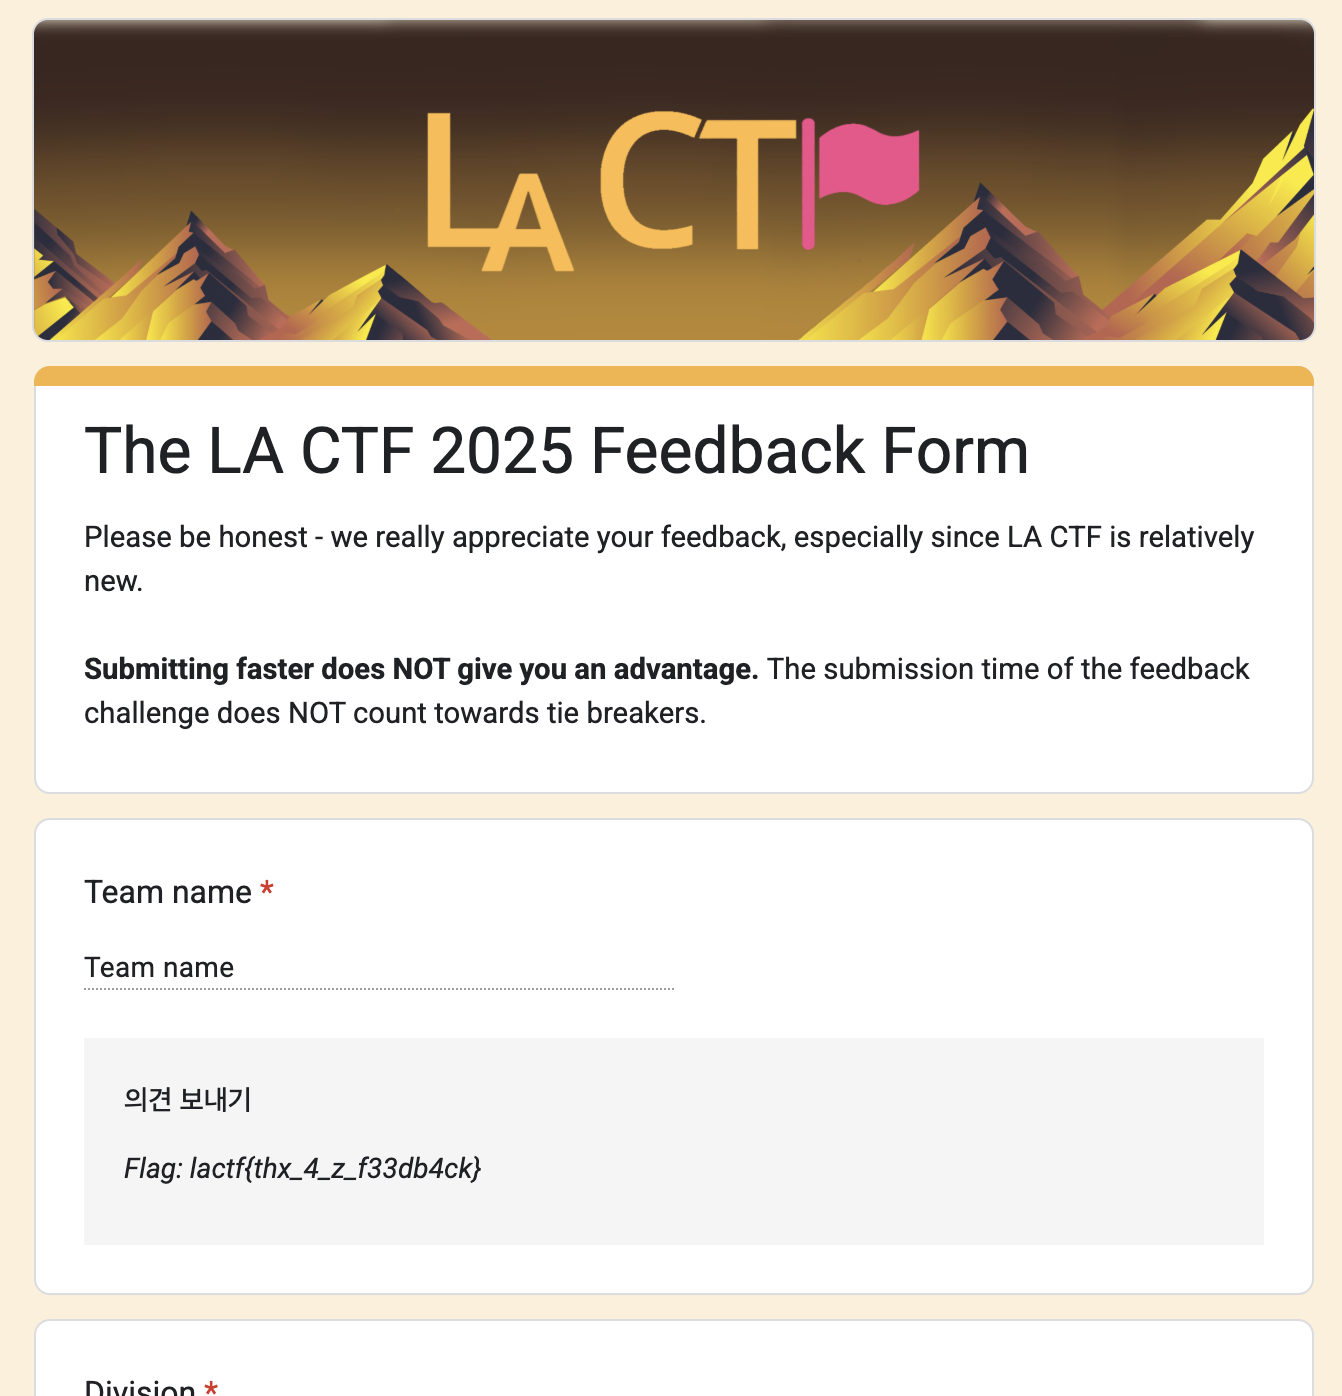 LA CT
The LA CTF 2025 Feedback Form
Please be honest - we really appreciate your feedback, especially since LA CTF is relatively
new.
Submitting faster does NOT give you an advantage. The submission time of the feedback
challenge does NOT count towards tie breakers.
Team name *
Team name
의견 보내기
Flag: lactf{thx_4_z_f33db4ck}
Division *